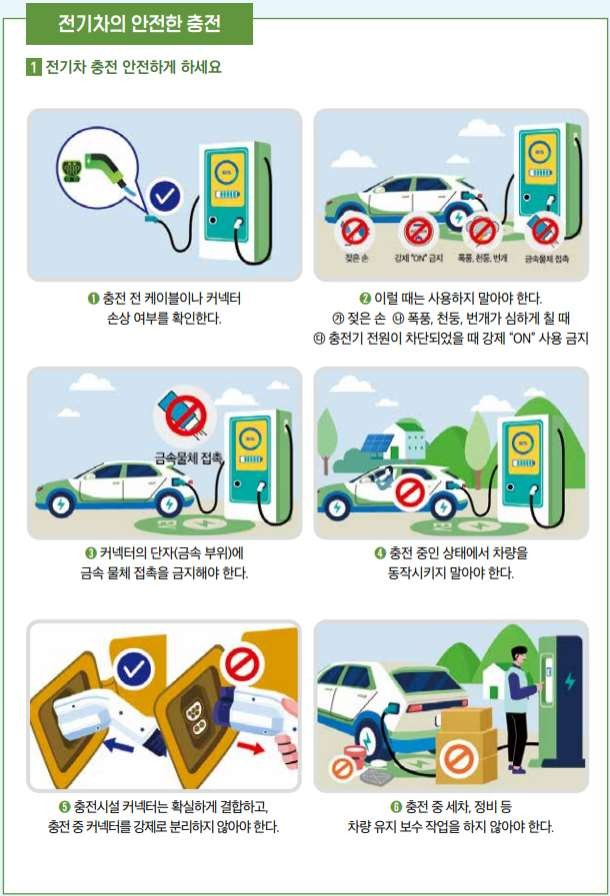 전기차의 안전한 충전
1 전기차 충전 안전하게 하세요
❶ 충전 전 케이블이나 커넥터
손상 여부를 확인한다.
젖은 손 강제 "ON" 금지 폭풍, 천둥, 번개 금속물체 접촉
❷ 이럴 때는 사용하지 말아야 한다.
㉮ 젖은 손 ㉯ 폭풍, 천둥, 번개가 심하게 칠 때
㉰ 충전기 전원이 차단되었을 때 강제 "ON" 사용 금지
금속물체 접촉
❸ 커넥터의 단자(금속 부위)에
금속 물체 접촉을 금지해야 한다.
❹ 충전 중인 상태에서 차량을
동작시키지 말아야 한다.
❺ 충전시설 커넥터는 확실하게 결합하고,
충전 중 커넥터를 강제로 분리하지 않아야 한다.
❻ 충전 중 세차, 정비 등
차량 유지 보수 작업을 하지 않아야 한다.